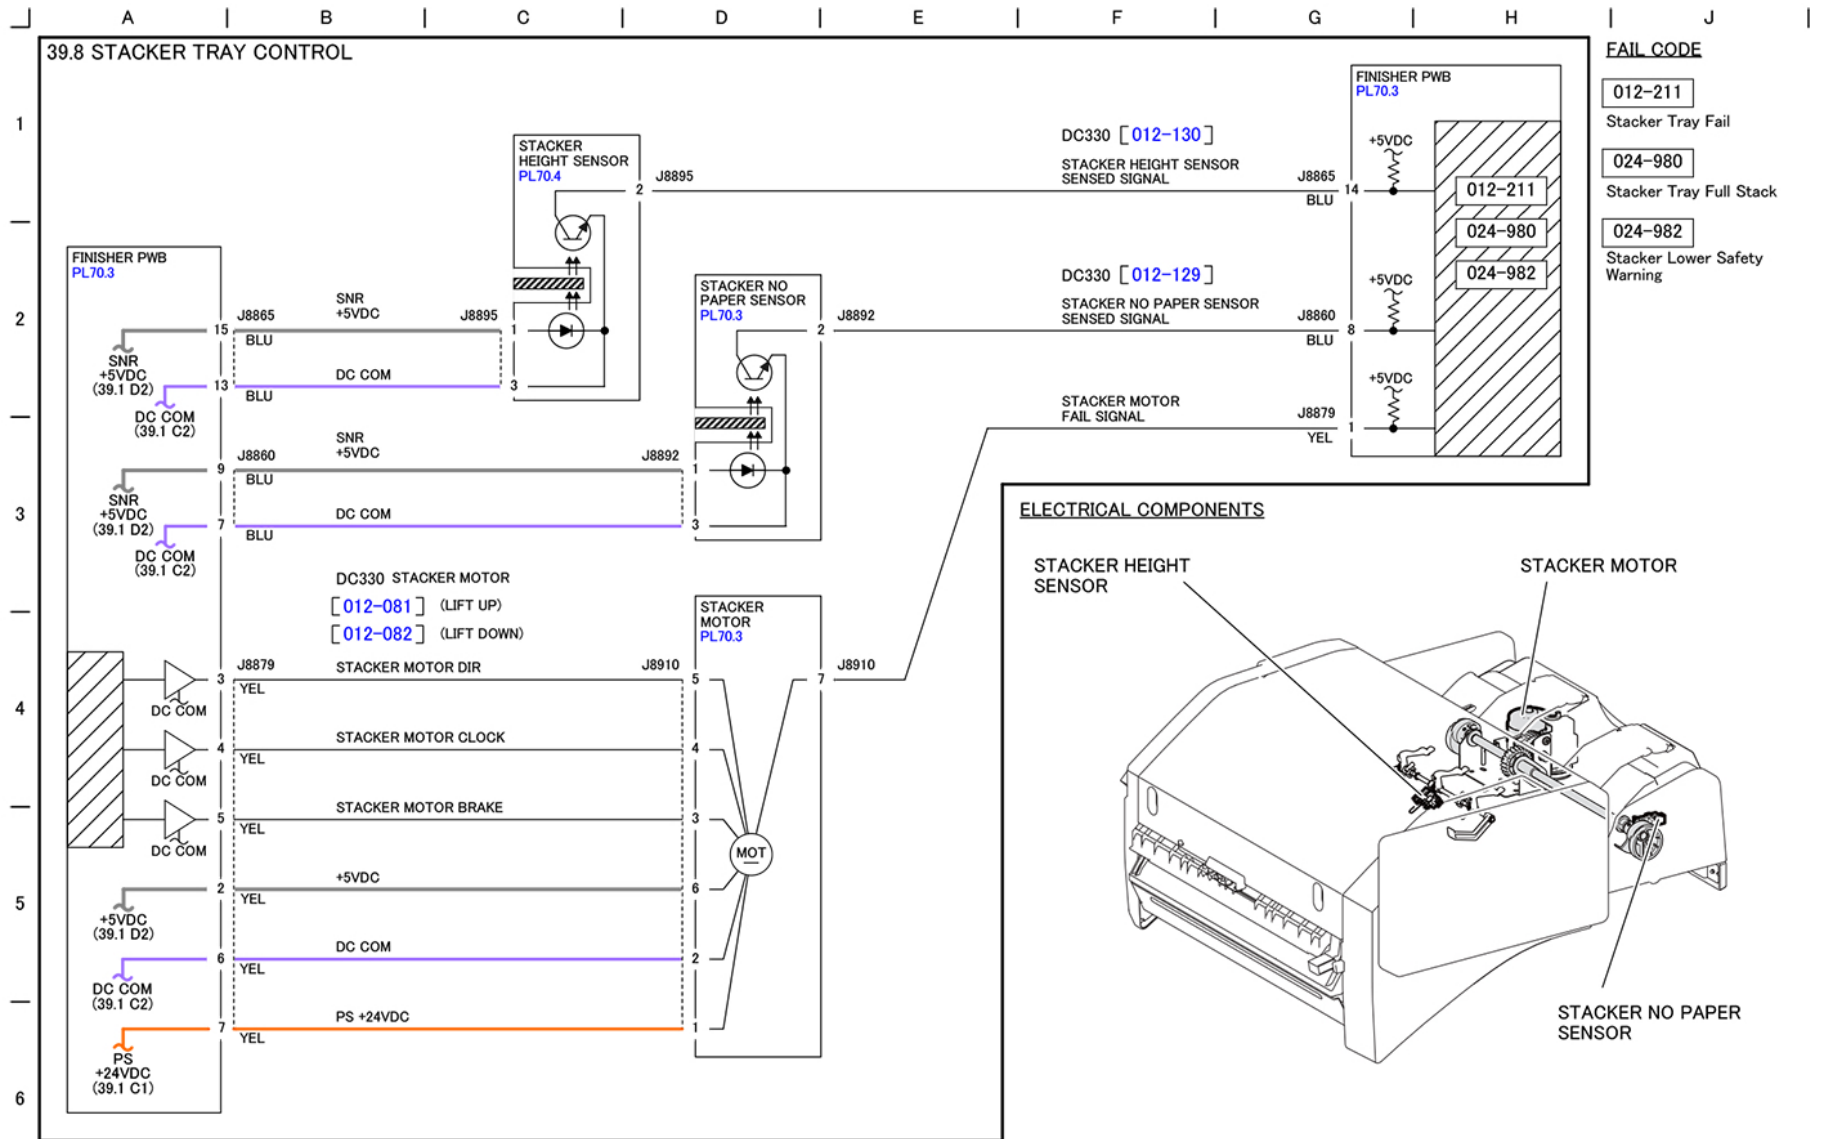 A B C D E F G H J
39.8 STACKER TRAY CONTROL
FAIL CODE
012-211
Stacker Tray Fail
024-980
Stacker Tray Full Stack
024-982
Stacker Lower Safety
Warning
1
2
3
4
5
6
FINISHER PWB
PL70.3
+5VDC
012-211
024-980
024-982
+5VDC
+5VDC
STACKER
HEIGHT SENSOR
PL70.4
2 J8895
1
3
DC330 [012-130]
STACKER HEIGHT SENSOR
SENSED SIGNAL
J8865
14
BLU
STACKER NO
PAPER SENSOR
PL70.3
2 J8892
1
3
DC330 [012-129]
STACKER NO PAPER SENSOR
SENSED SIGNAL
J8860
8
BLU
STACKER MOTOR
FAIL SIGNAL
J8879
1
YEL
FINISHER PWB
PL70.3
15 J8865
BLU
SNR
+5VDC
J8895
SNR
+5VDC
(39.1 D2)
13
BLU
DC COM
DC COM
(39.1 C2)
9 J8860
BLU
SNR
+5VDC
J8892
SNR
+5VDC
(39.1 D2)
7
BLU
DC COM
DC COM
(39.1 C2)
DC330 STACKER MOTOR
[012-081] (LIFT UP)
[012-082] (LIFT DOWN)
STACKER
MOTOR
PL70.3
3 J8879
YEL
STACKER MOTOR DIR
J8910
5
7 J8910
DC COM
4
YEL
STACKER MOTOR CLOCK
4
DC COM
5
YEL
STACKER MOTOR BRAKE
3
DC COM
MOT
2
YEL
+5VDC
6
+5VDC
(39.1 D2)
6
YEL
DC COM
2
DC COM
(39.1 C2)
7
YEL
PS +24VDC
1
PS
+24VDC
(39.1 C1)
ELECTRICAL COMPONENTS
STACKER HEIGHT
SENSOR
STACKER MOTOR
STACKER NO PAPER
SENSOR